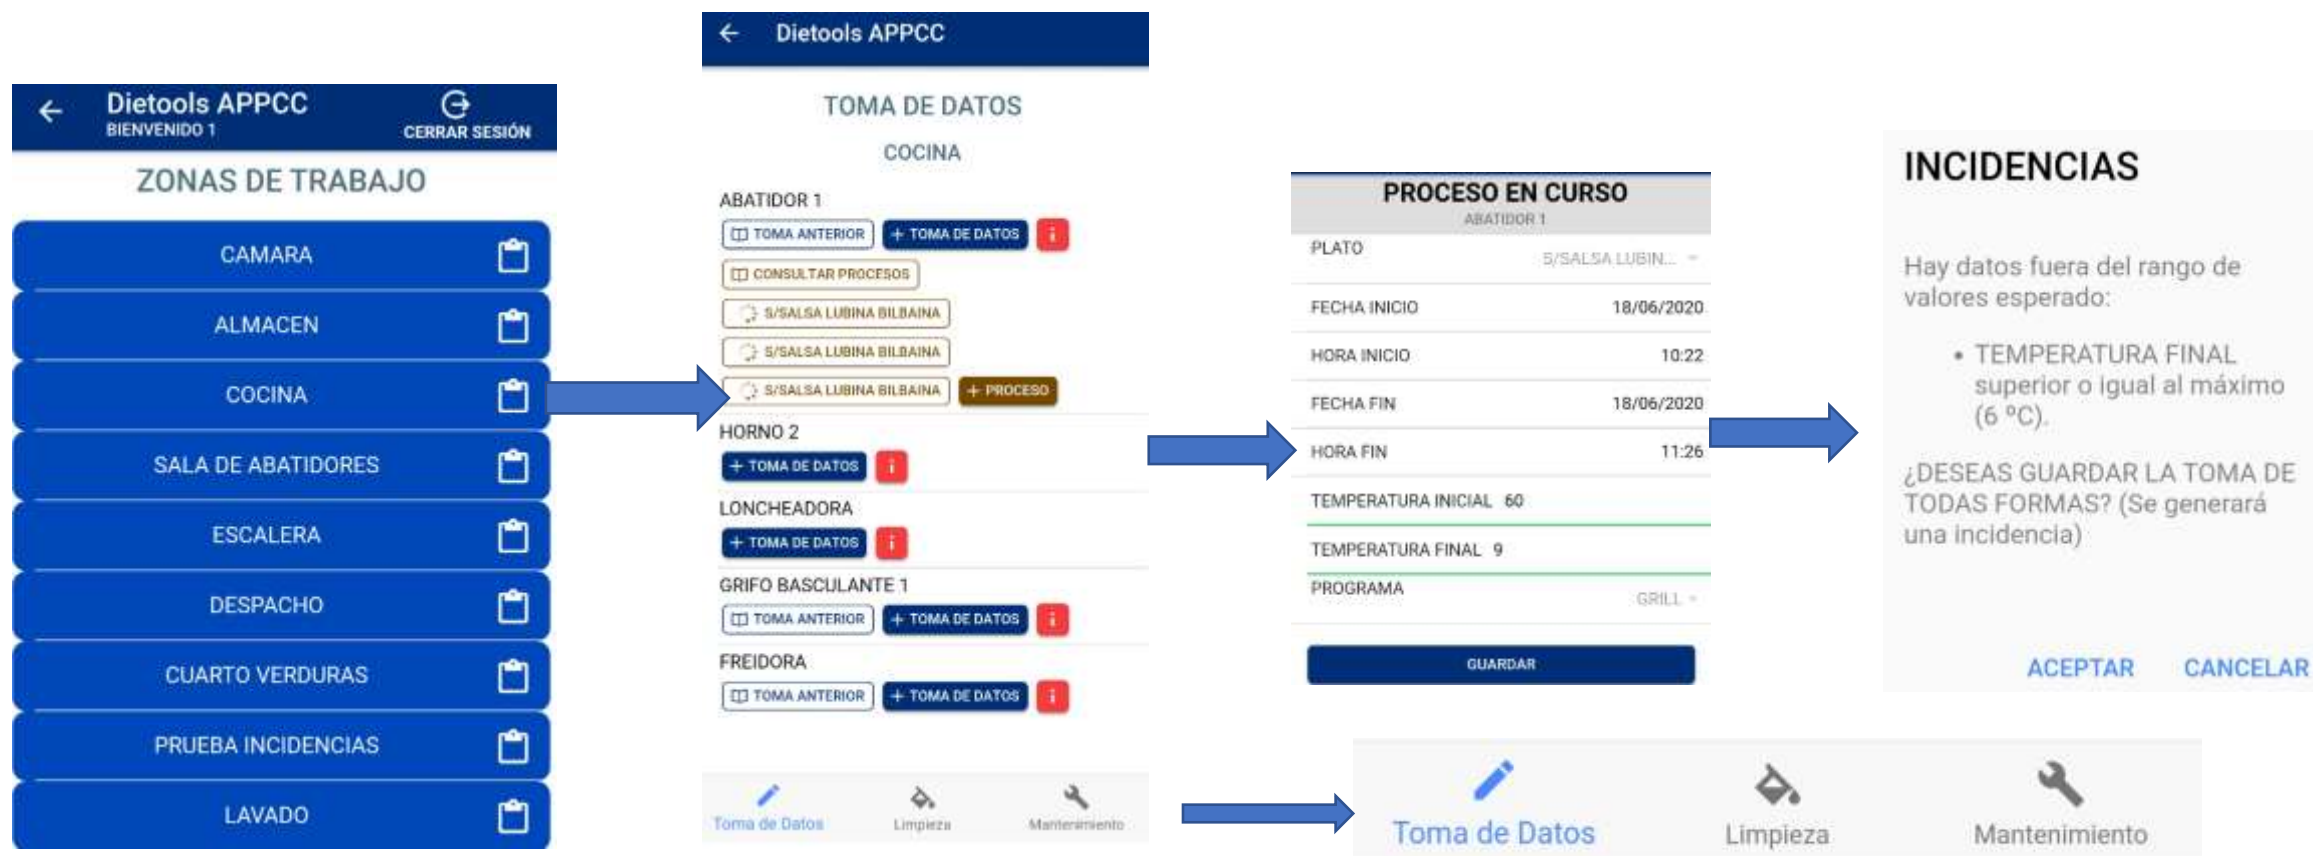 Dietools APPCC
BIENVENIDO 1
CERRAR SESIÓN
ZONAS DE TRABAJO
CAMARA
ALMACEN
COCINA
SALA DE ABATIDORES
ESCALERA
DESPACHO
CUARTO VERDURAS
PRUEBA INCIDENCIAS
LAVADO
Dietools APPCC
TOMA DE DATOS
COCINA
ABATIDOR 1
TOMA ANTERIOR + TOMA DE DATOS i
CONSULTAR PROCESOS
S/SALSA LUBINA BILBAINA
S/SALSA LUBINA BILBAINA
S/SALSA LUBINA BILBAINA + PROCESO
HORNO 2
+ TOMA DE DATOS i
LONCHEADORA
+ TOMA DE DATOS i
GRIFO BASCULANTE 1
TOMA ANTERIOR + TOMA DE DATOS i
FREIDORA
TOMA ANTERIOR + TOMA DE DATOS i
Toma de Datos Limpieza Mantenimiento
PROCESO EN CURSO
ABATIDOR 1
PLATO S/SALSA LUBIN...
FECHA INICIO 18/06/2020
HORA INICIO 10:22
FECHA FIN 18/06/2020
HORA FIN 11:26
TEMPERATURA INICIAL 60
TEMPERATURA FINAL 9
PROGRAMA GRILL
GUARDAR
INCIDENCIAS
Hay datos fuera del rango de
valores esperado:
• TEMPERATURA FINAL
superior o igual al máximo
(6 ºC).
¿DESEAS GUARDAR LA TOMA DE
TODAS FORMAS? (Se generará
una incidencia)
ACEPTAR CANCELAR
Toma de Datos Limpieza Mantenimiento